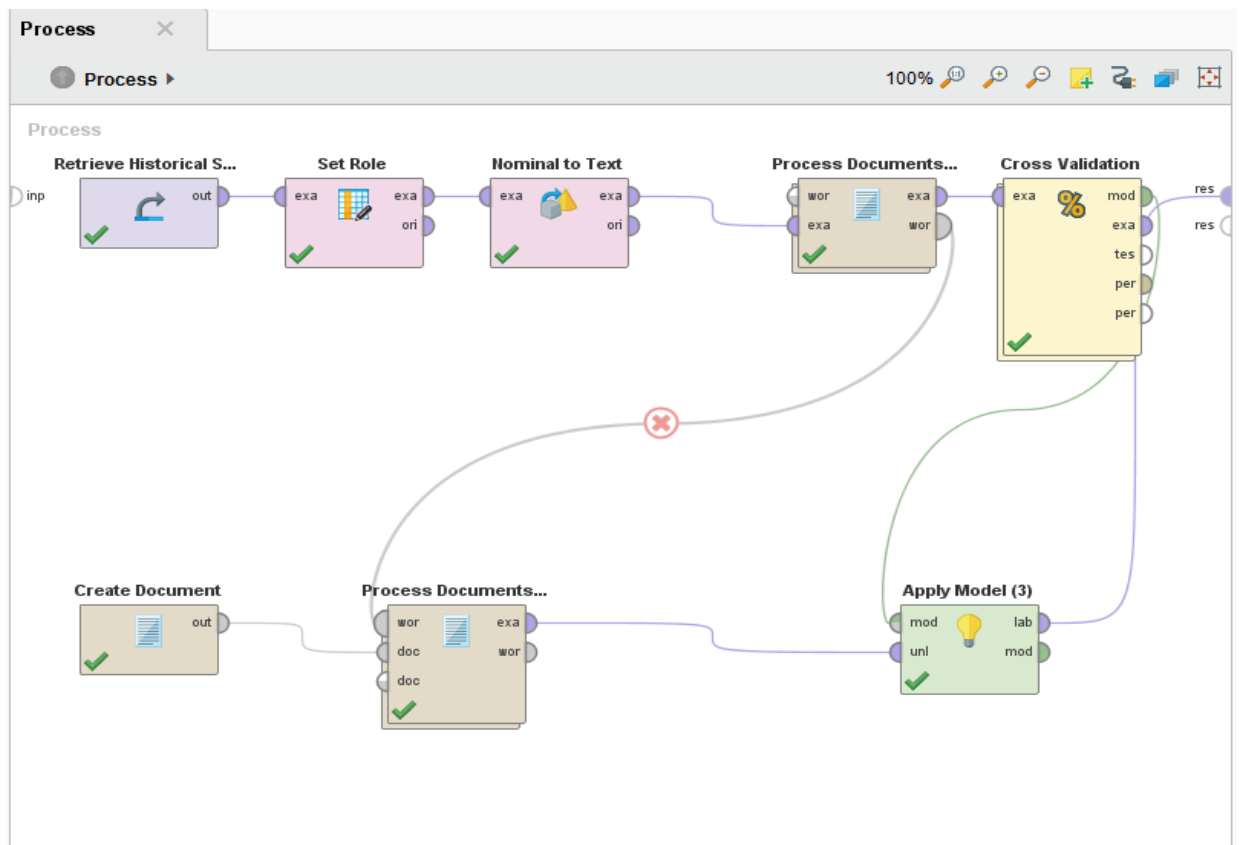 Process
Process
100%
Process
Retrieve Historical S...
Set Role
Nominal to Text
Process Documents...
Cross Validation
inp
out
exa
exa
ori
exa
exa
ori
wor
exa
exa
wor
exa
mod
exa
tes
per
per
res
res
Create Document
Process Documents...
Apply Model (3)
out
wor
doc
doc
exa
wor
mod
unl
lab
mod